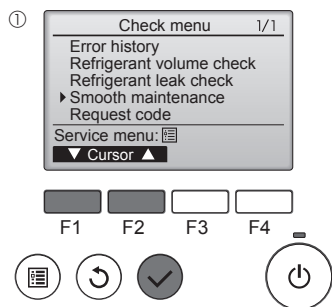 ①
Check menu 1/1
Error history
Refrigerant volume check
Refrigerant leak check
Smooth maintenance
Request code
Service menu:
▼ Cursor ▲
F1 F2 F3 F4